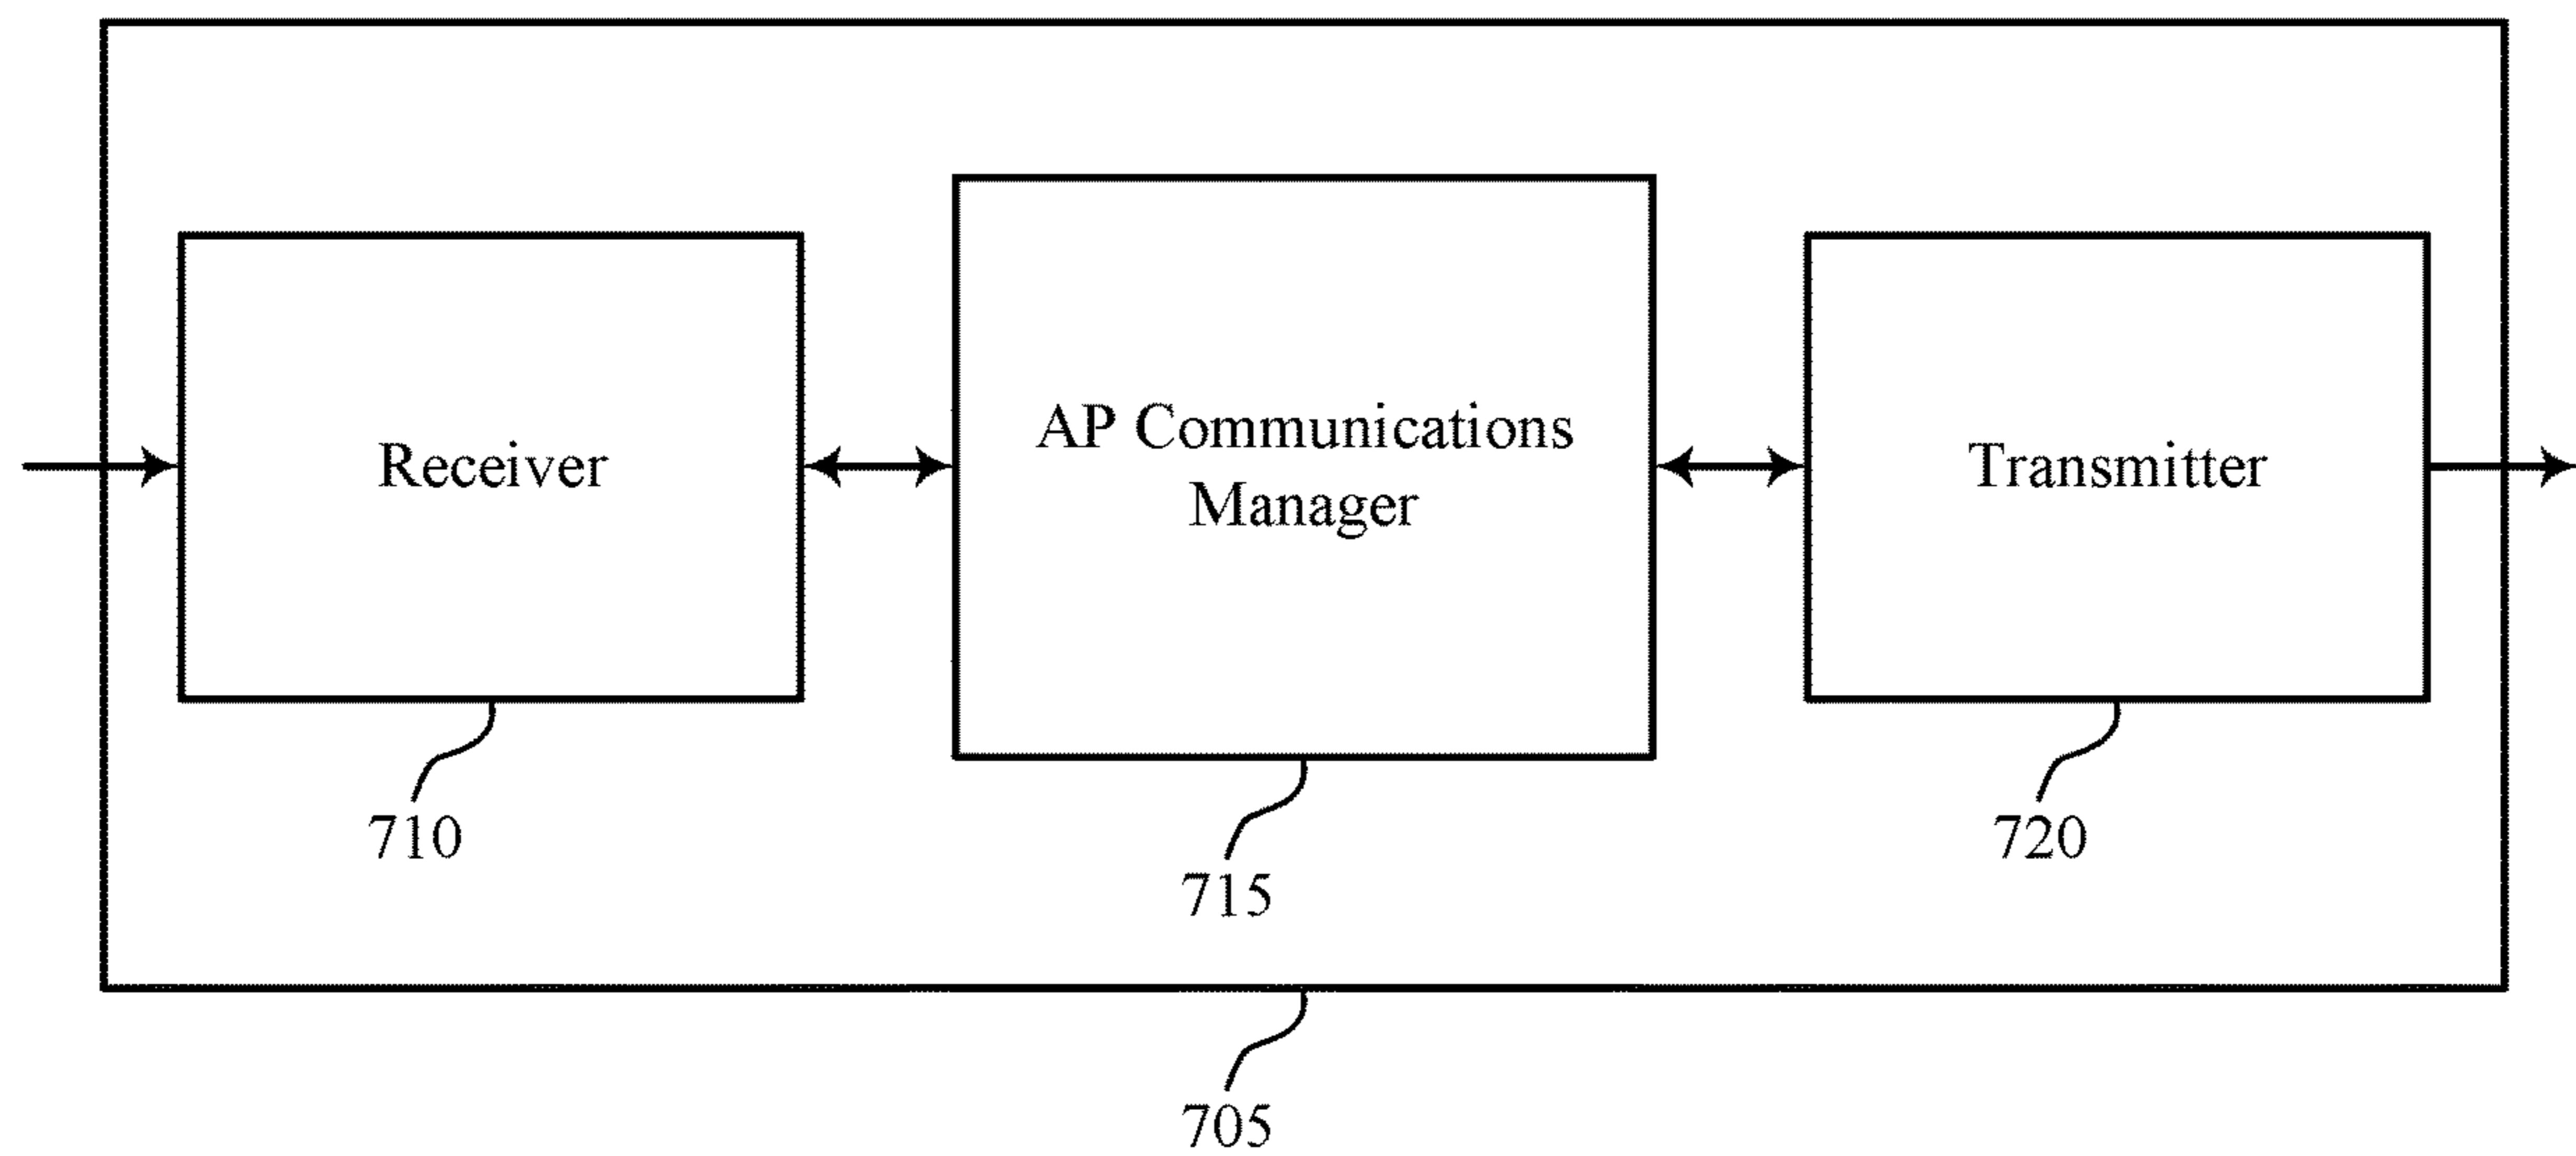 Receiver
AP Communications
Manager
Transmitter
710
715
720
705